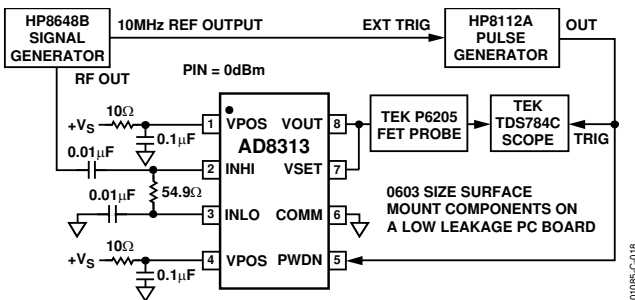 HP8648B
SIGNAL
GENERATOR
10MHz REF OUTPUT
EXT TRIG
HP8112A
PULSE
GENERATOR
OUT
RF OUT
PIN = 0dBm
10Ω
+VS
0.1μF
0.01μF
54.9Ω
0.01μF
10Ω
+VS
0.1μF
1 VPOS VOUT 8
AD8313
2 INHI VSET 7
3 INLO COMM 6
4 VPOS PWDN 5
TEK P6205
FET PROBE
TEK
TDS784C
SCOPE
TRIG
0603 SIZE SURFACE
MOUNT COMPONENTS ON
A LOW LEAKAGE PC BOARD
01085-C-018